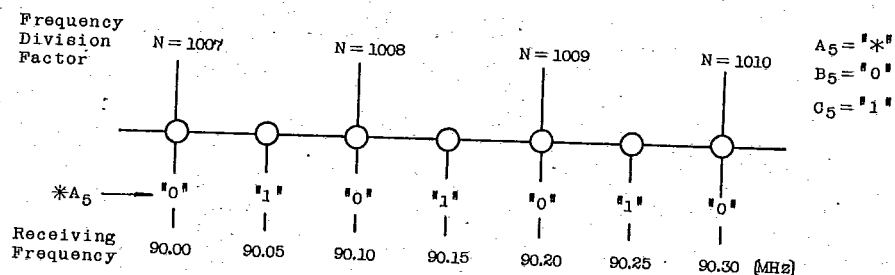 Frequency
Division
Factor
N = 1007
N = 1008
N = 1009
N = 1010
A5 = "*"
B5 = "0"
C5 = "1"
*A5
"0" "1" "0" "1" "0" "1" "0"
Receiving
Frequency
90.00 90.05 90.10 90.15 90.20 90.25 90.30 [MHz]